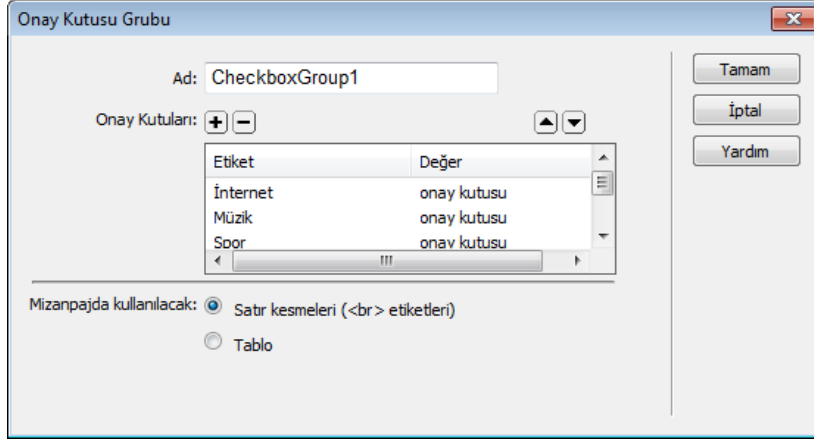 Onay Kutusu Grubu
Ad: CheckboxGroup1
Tamam
Onay Kutuları:
İptal
Yardım
Etiket Değer
İnternet onay kutusu
Müzik onay kutusu
Spor onay kutusu
Mizanpajda kullanılacak: Satır kesmeleri (<br> etiketleri)
Tablo